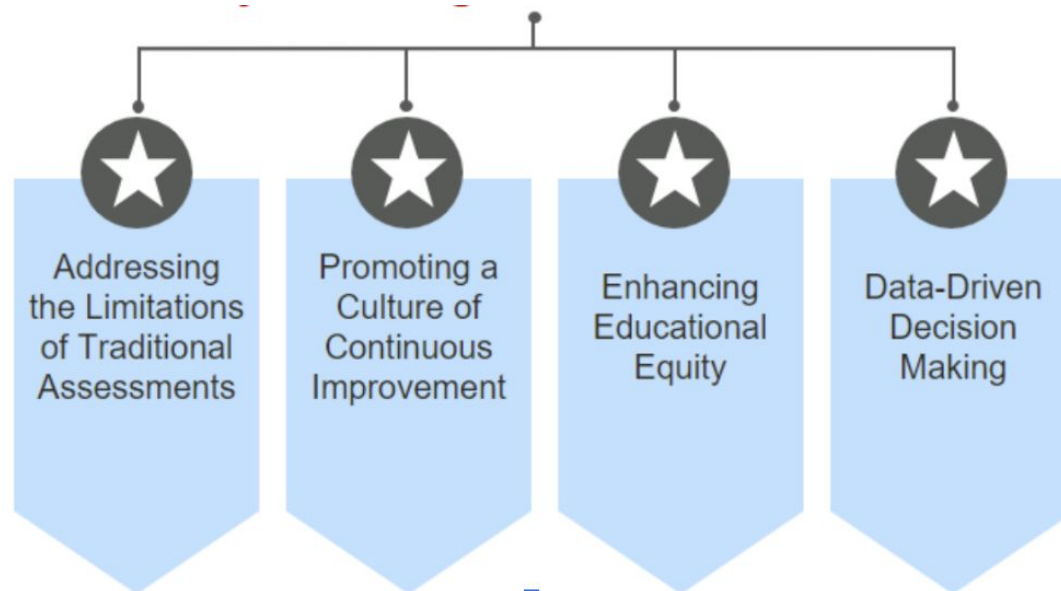 Addressing
the Limitations
of Traditional
Assessments
Promoting a
Culture of
Continuous
Improvement
Enhancing
Educational
Equity
Data-Driven
Decision
Making